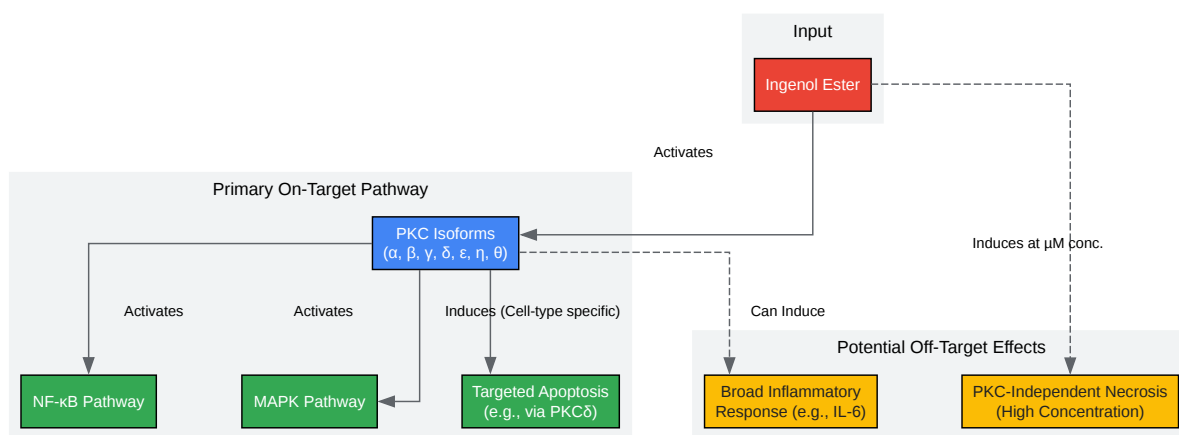 Input
Ingenol Ester
Activates
Primary On-Target Pathway
PKC Isoforms
(α, β, γ, δ, ε, η, θ)
Induces at µM conc.
Activates
Activates
Induces (Cell-type specific)
Can Induce
Potential Off-Target Effects
NF-κB Pathway
MAPK Pathway
Targeted Apoptosis
(e.g., via PKCδ)
Broad Inflammatory
Response (e.g., IL-6)
PKC-Independent Necrosis
(High Concentration)